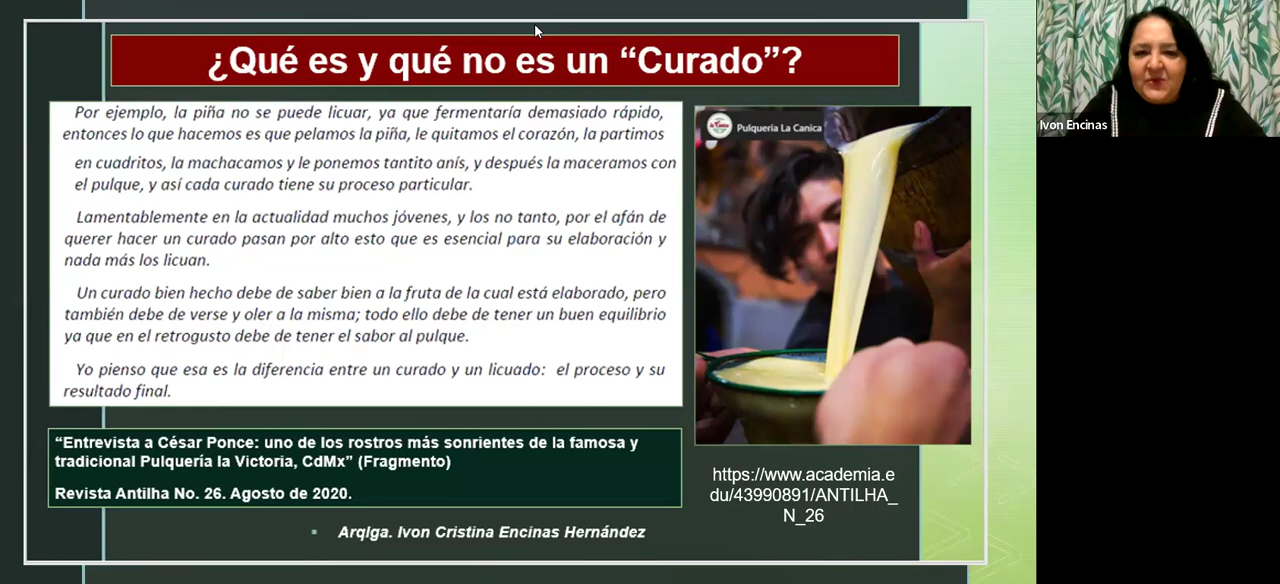 ¿Qué es y qué no es un “Curado”?
Por ejemplo, la piña no se puede licuar, ya que fermentaría demasiado rápido,
entonces lo que hacemos es que pelamos la piña, le quitamos el corazón, la partimos
en cuadritos, la machacamos y le ponemos tantito anís, y después la maceramos con
el pulque, y así cada curado tiene su proceso particular.
Lamentablemente en la actualidad muchos jóvenes, y los no tanto, por el afán de
querer hacer un curado pasan por alto esto que es esencial para su elaboración y
nada más los licuan.
Un curado bien hecho debe de saber bien a la fruta de la cual está elaborado, pero
también debe de verse y oler a la misma; todo ello debe de tener un buen equilibrio
ya que en el retrogusto debe de tener el sabor al pulque.
Yo pienso que esa es la diferencia entre un curado y un licuado: el proceso y su
resultado final.
“Entrevista a César Ponce: uno de los rostros más sonrientes de la famosa y
tradicional Pulquería la Victoria, CdMx” (Fragmento)
Revista Antilha No. 26. Agosto de 2020.
Arqlga. Ivon Cristina Encinas Hernández
Pulquería La Canica
https://www.academia.e
du/43990891/ANTILHA_
N_26
Ivon Encinas